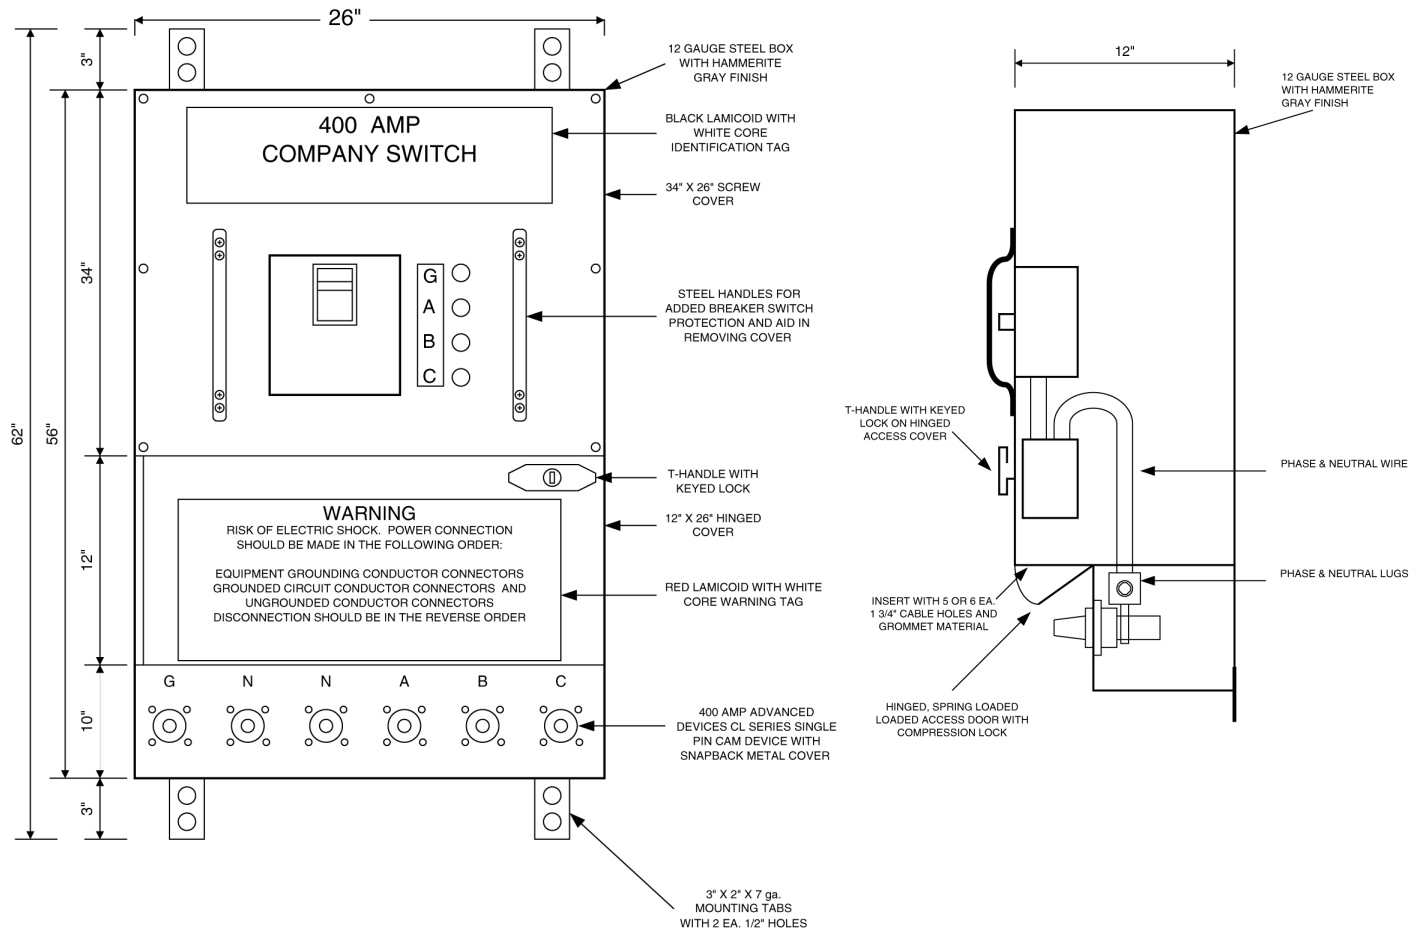 26"
12"
3"
62"
56"
34"
12"
10"
3"
400 AMP
COMPANY SWITCH
G
A
B
C
WARNING
RISK OF ELECTRIC SHOCK. POWER CONNECTION
SHOULD BE MADE IN THE FOLLOWING ORDER:
EQUIPMENT GROUNDING CONDUCTOR CONNECTORS
GROUNDED CIRCUIT CONDUCTOR CONNECTORS AND
UNGROUNDED CONDUCTOR CONNECTORS
DISCONNECTION SHOULD BE IN THE REVERSE ORDER
G N N A B C
12 GAUGE STEEL BOX
WITH HAMMERITE
GRAY FINISH
BLACK LAMICOID WITH
WHITE CORE
IDENTIFICATION TAG
34" X 26" SCREW
COVER
STEEL HANDLES FOR
ADDED BREAKER SWITCH
PROTECTION AND AID IN
REMOVING COVER
T-HANDLE WITH
KEYED LOCK
12" X 26" HINGED
COVER
RED LAMICOID WITH WHITE
CORE WARNING TAG
400 AMP ADVANCED
DEVICES CL SERIES SINGLE
PIN CAM DEVICE WITH
SNAPBACK METAL COVER
3" X 2" X 7 ga.
MOUNTING TABS
WITH 2 EA. 1/2" HOLES
12 GAUGE STEEL BOX
WITH HAMMERITE
GRAY FINISH
T-HANDLE WITH KEYED
LOCK ON HINGED
ACCESS COVER
PHASE & NEUTRAL WIRE
PHASE & NEUTRAL LUGS
INSERT WITH 5 OR 6 EA.
1 3/4" CABLE HOLES AND
GROMMET MATERIAL
HINGED, SPRING LOADED
LOADED ACCESS DOOR WITH
COMPRESSION LOCK